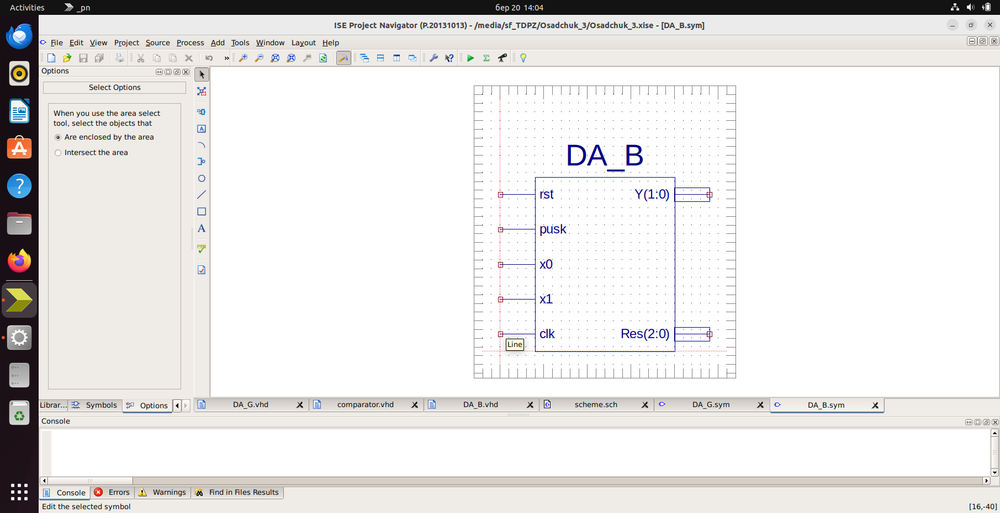 Activities
_pn
бер 20 14:04
ISE Project Navigator (P.20131013) - /media/sf_TDPZ/Osadchuk_3/Osadchuk_3.xise - [DA_B.sym]
File Edit View Project Source Process Add Tools Window Layout Help
Options
Select Options
When you use the area select
tool, select the objects that
Are enclosed by the area
Intersect the area
DA_B
rst
Y(1:0)
pusk
x0
x1
clk
Res(2:0)
Line
Librar...
Symbols
Options
DA_G.vhd
comparator.vhd
DA_B.vhd
scheme.sch
DA_G.sym
DA_B.sym
Console
Console
Errors
Warnings
Find in Files Results
Edit the selected symbol
[16,-40]